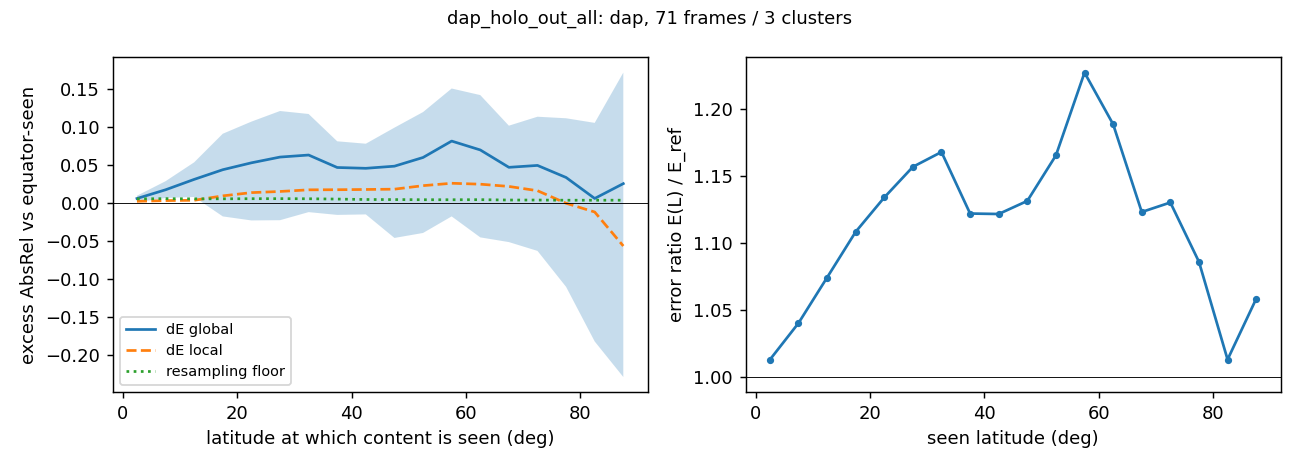 dap_holo_out_all: dap, 71 frames / 3 clusters
excess AbsRel vs equator-seen
0.15
0.10
0.05
0.00
−0.05
−0.10
−0.15
−0.20
dE global
dE local
resampling floor
0 20 40 60 80
latitude at which content is seen (deg)
error ratio E(L) / E_ref
1.20
1.15
1.10
1.05
1.00
0 20 40 60 80
seen latitude (deg)